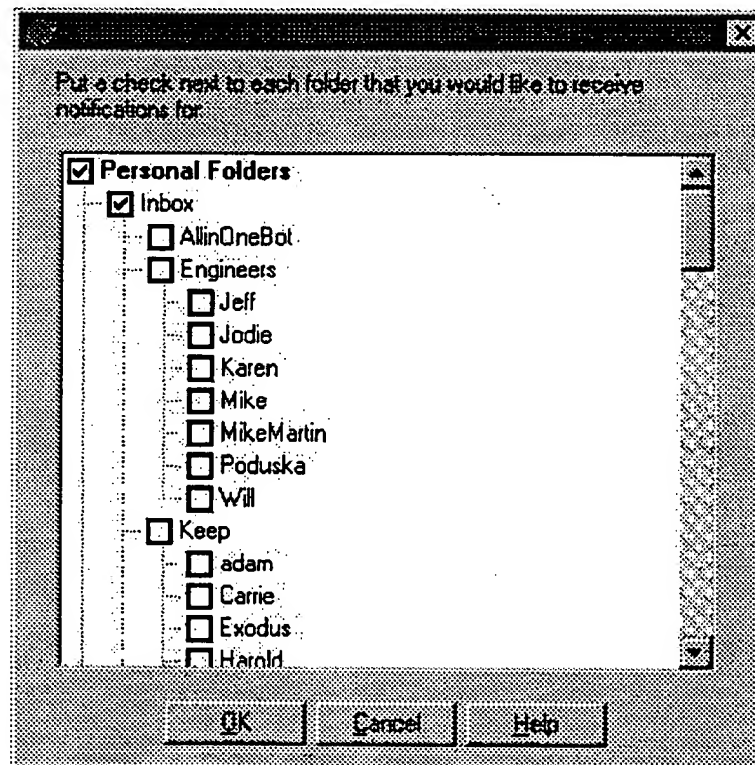 Put a check next to each folder that you would like to receive
notifications for
Personal Folders
Inbox
AllinOneBot
Engineers
Jeff
Jodie
Karen
Mike
MikeMartin
Poduska
Will
Keep
adam
Carrie
Exodus
Harold
OK
Cancel
Help